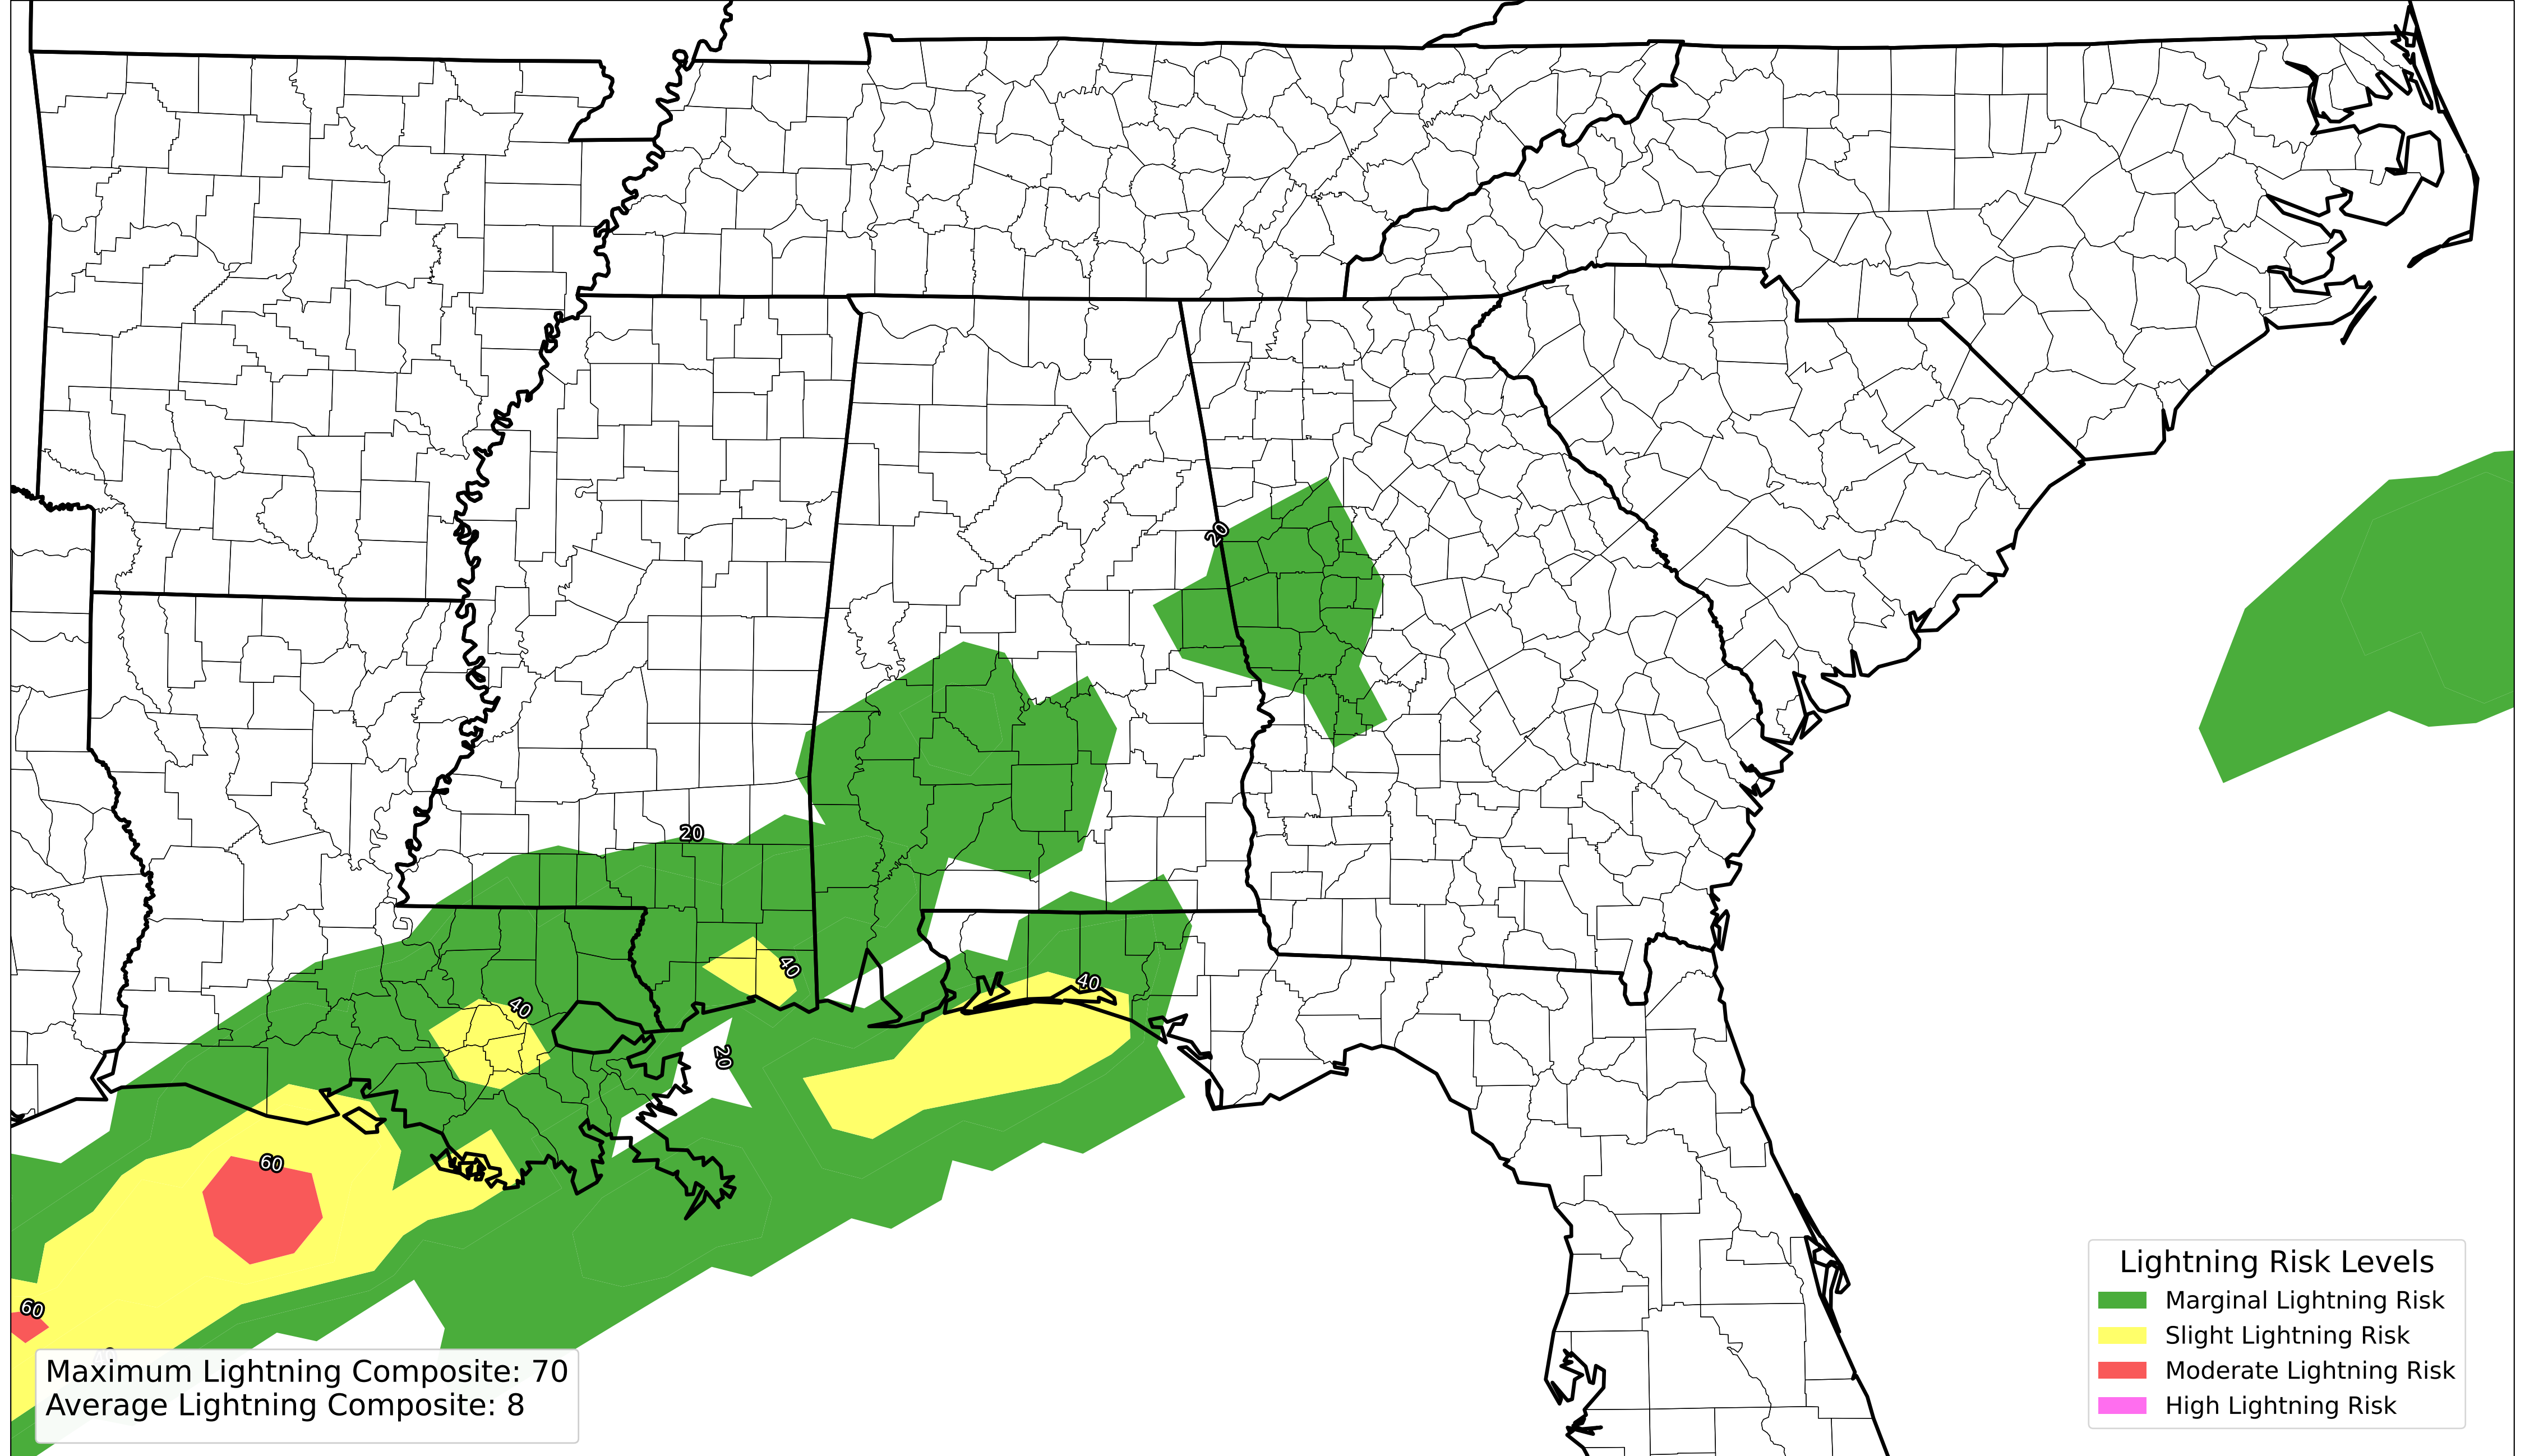 20
20
40
40
40
20
60
60
Maximum Lightning Composite: 70
Average Lightning Composite: 8
Lightning Risk Levels
Marginal Lightning Risk
Slight Lightning Risk
Moderate Lightning Risk
High Lightning Risk